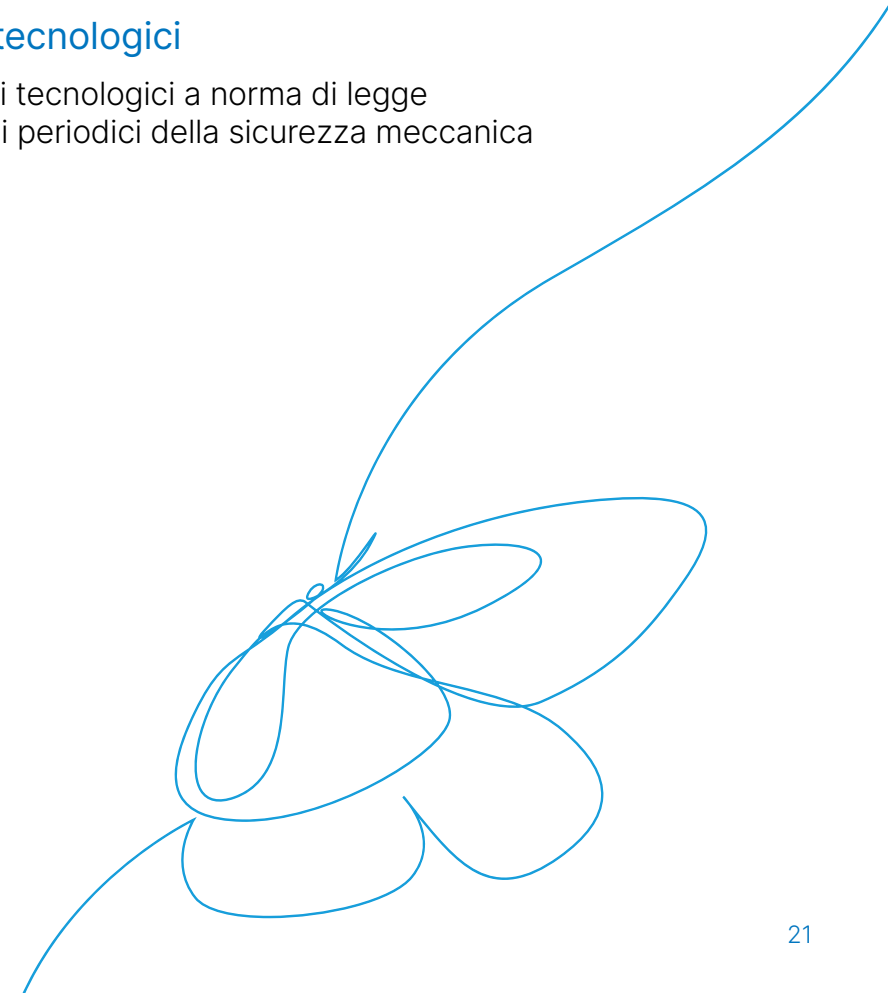 tecnologici
i tecnologici a norma di legge
i periodici della sicurezza meccanica
21